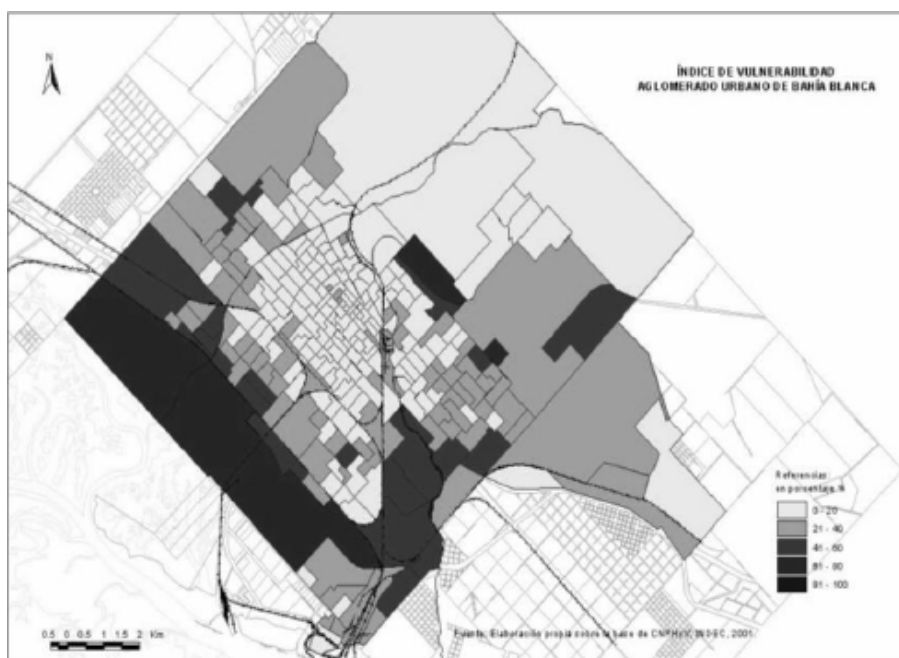 N
ÍNDICE DE VULNERABILIDAD
AGLOMERADO URBANO DE BAHÍA BLANCA
Referencias:
en porcentaje %
0 - 20
21 - 40
41 - 60
81 - 80
91 - 100
0.5 0 0.5 1 1.5 2 Km
Fuente: Elaboración propia sobre la base de CNPHyV, INDEC, 2001.